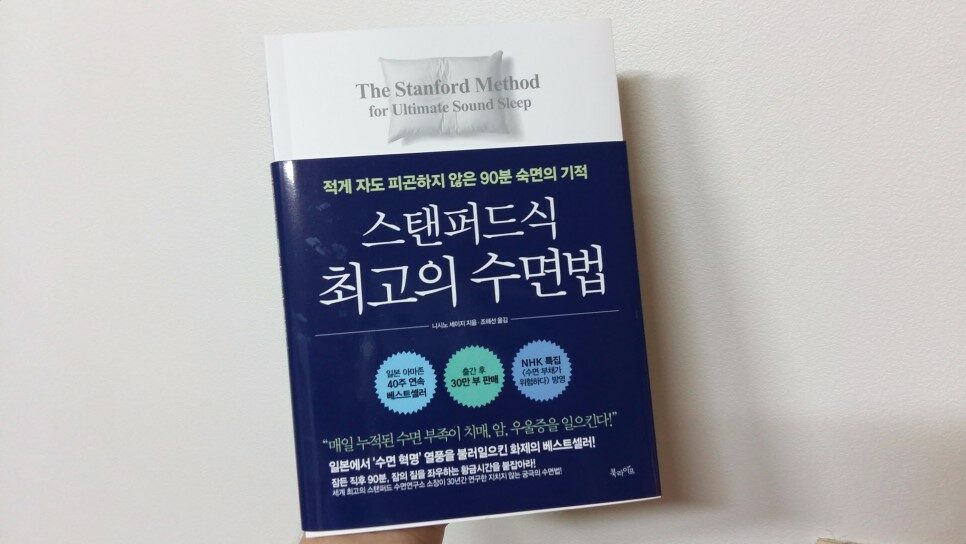 The Stanford Method
for Ultimate Sound Sleep
적게 자도 피곤하지 않은 90분 숙면의 기적
스탠퍼드식
최고의 수면법
니시노 세이지 지음 · 조해선 옮김
일본 아마존
40주 연속
베스트셀러
출간 후
30만 부 판매
NHK 특집
〈수면 부채가
위험하다〉 방영
“매일 누적된 수면 부족이 치매, 암, 우울증을 일으킨다!”
일본에서 ‘수면 혁명’ 열풍을 불러일으킨 화제의 베스트셀러!
잠든 직후 90분, 잠의 질을 좌우하는 황금시간을 붙잡아라!
세계 최고의 스탠퍼드 수면연구소 소장이 30년간 연구한 지치지 않는 궁극의 수면법!
북라이프